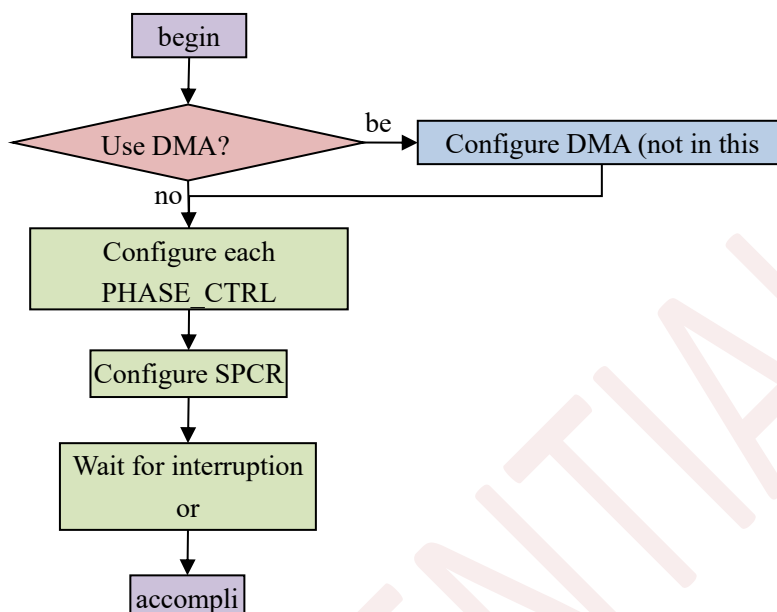 begin
Use DMA?
be
Configure DMA (not in this
no
Configure each
PHASE_CTRL
Configure SPCR
Wait for interruption
or
accompli
ENTIAL